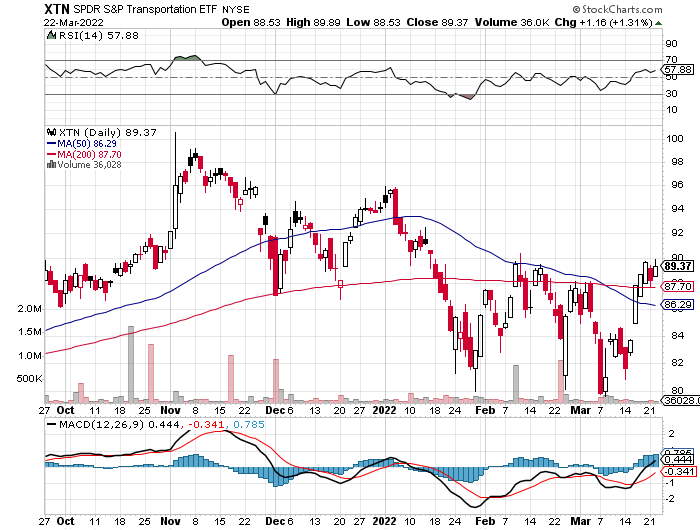 XTN SPDR S&P Transportation ETF NYSE © StockCharts.com
22-Mar-2022 Open 88.53 High 89.89 Low 88.53 Close 89.37 Volume 36.0K Chg +1.16 (+1.31%)
RSI(14) 57.88
90
70
57.88
50
30
10
XTN (Daily) 89.37
MA(50) 86.29
MA(200) 87.70
Volume 36,028
100
98
96
94
92
90
89.37
87.70
86.29
84
82
80
36028.0
2.0M
1.5M
1.0M
500K
27 Oct 11 18 25 Nov 8 15 22 Dec 6 13 20 27 2022 10 18 24 Feb 7 14 22 Mar 7 14 21
MACD(12,26,9) 0.444, -0.341, 0.785
2
0.785
0.444
-0.341
-1
-2
27 Oct 11 18 25 Nov 8 15 22 Dec 6 13 20 27 2022 10 18 24 Feb 7 14 22 Mar 7 14 21